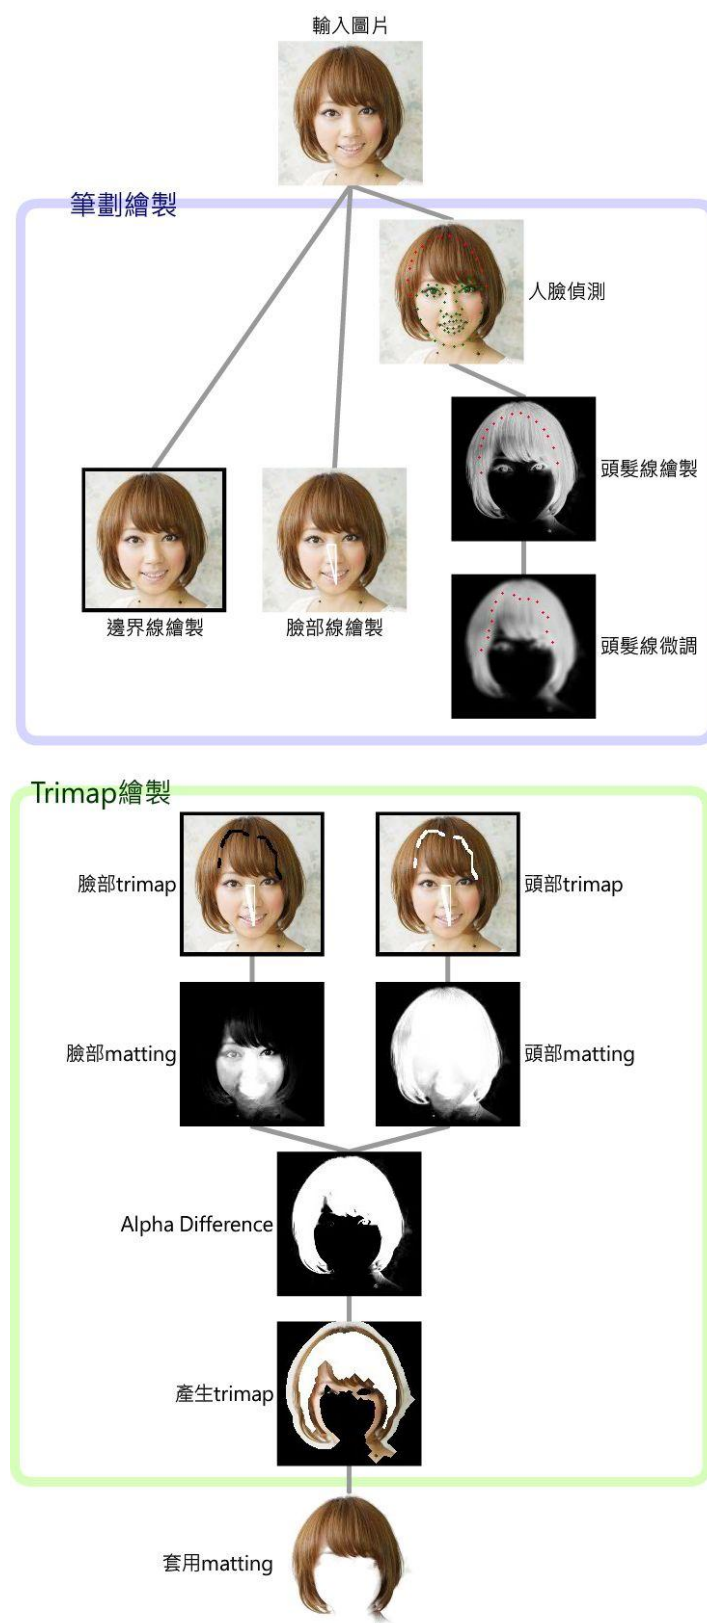 輸入圖片
筆劃繪製
人臉偵測
頭髮線繪製
邊界線繪製
臉部線繪製
頭髮線微調
Trimap繪製
臉部trimap
頭部trimap
臉部matting
頭部matting
Alpha Difference
產生trimap
套用matting